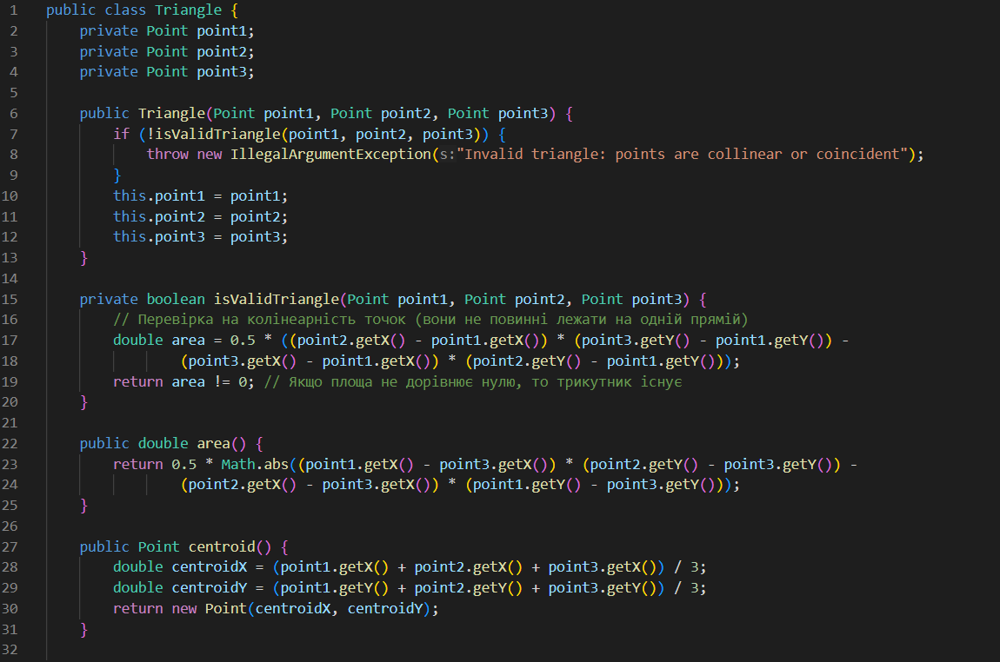 1 public class Triangle {
2 private Point point1;
3 private Point point2;
4 private Point point3;
5
6 public Triangle(Point point1, Point point2, Point point3) {
7 if (!isValidTriangle(point1, point2, point3)) {
8 throw new IllegalArgumentException(s:"Invalid triangle: points are collinear or coincident");
9 }
10 this.point1 = point1;
11 this.point2 = point2;
12 this.point3 = point3;
13 }
14
15 private boolean isValidTriangle(Point point1, Point point2, Point point3) {
16 // Перевірка на колінеарність точок (вони не повинні лежати на одній прямій)
17 double area = 0.5 * ((point2.getX() - point1.getX()) * (point3.getY() - point1.getY()) -
18 (point3.getX() - point1.getX()) * (point2.getY() - point1.getY()));
19 return area != 0; // Якщо площа не дорівнює нулю, то трикутник існує
20 }
21
22 public double area() {
23 return 0.5 * Math.abs((point1.getX() - point3.getX()) * (point2.getY() - point3.getY()) -
24 (point2.getX() - point3.getX()) * (point1.getY() - point3.getY()));
25 }
26
27 public Point centroid() {
28 double centroidX = (point1.getX() + point2.getX() + point3.getX()) / 3;
29 double centroidY = (point1.getY() + point2.getY() + point3.getY()) / 3;
30 return new Point(centroidX, centroidY);
31 }
32